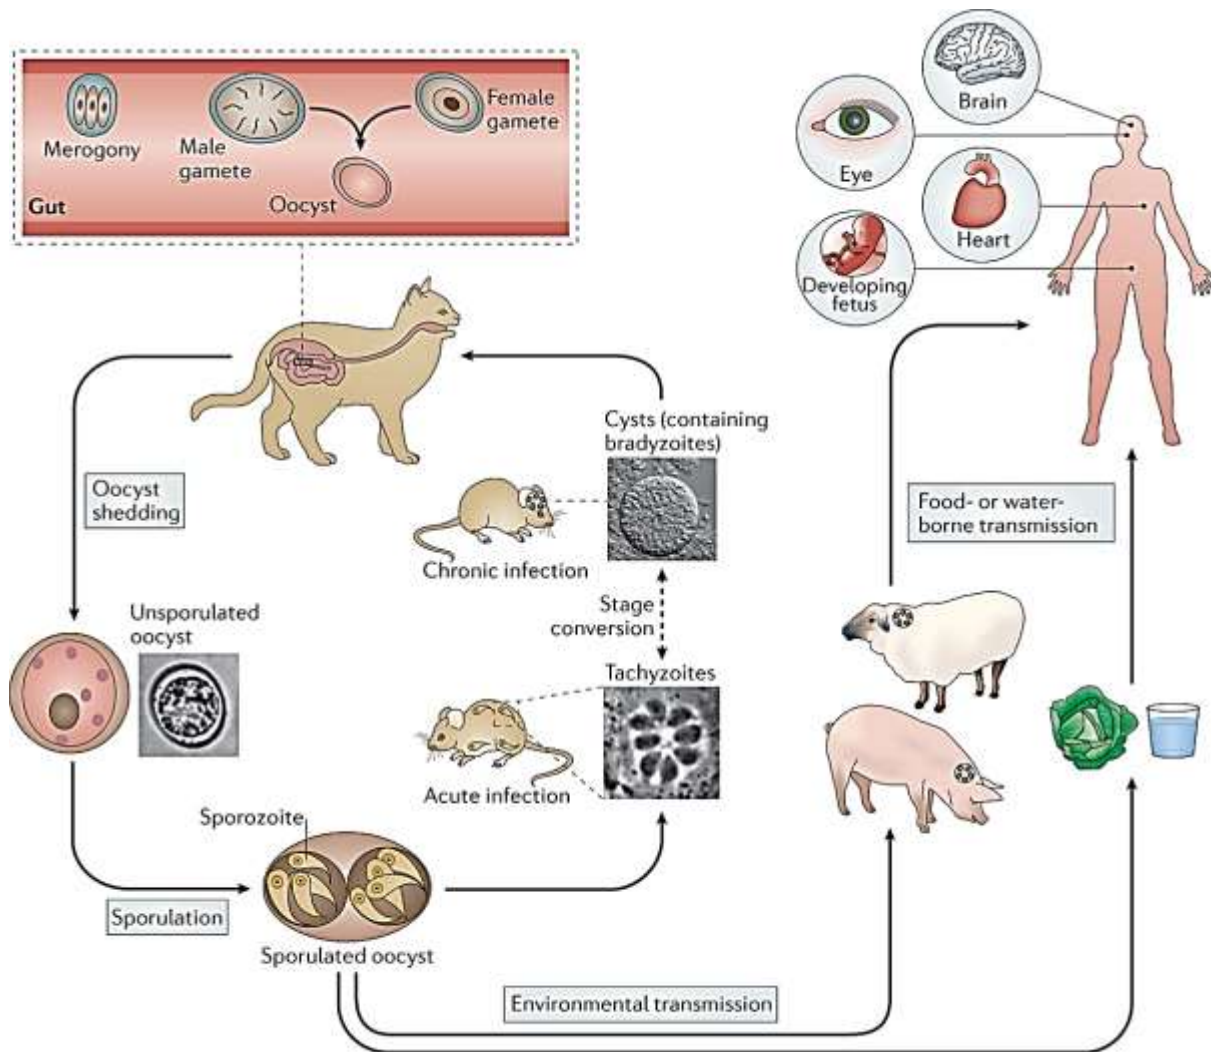 Merogony
Male
gamete
Female
gamete
Oocyst
Gut
Brain
Eye
Heart
Developing
fetus
Oocyst
shedding
Cysts (containing
bradyzoites)
Chronic infection
Stage
conversion
Food- or water-
borne transmission
Unsporulated
oocyst
Tachyzoites
Acute infection
Sporozoite
Sporulation
Sporulated oocyst
Environmental transmission